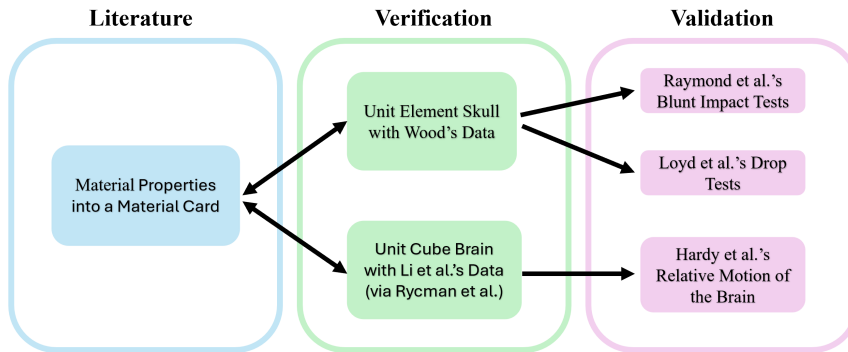 Literature
Verification
Validation
Material Properties
into a Material Card
Unit Element Skull
with Wood's Data
Unit Cube Brain
with Li et al.'s Data
(via Rycman et al.)
Raymond et al.'s
Blunt Impact Tests
Loyd et al.'s Drop
Tests
Hardy et al.'s
Relative Motion of
the Brain